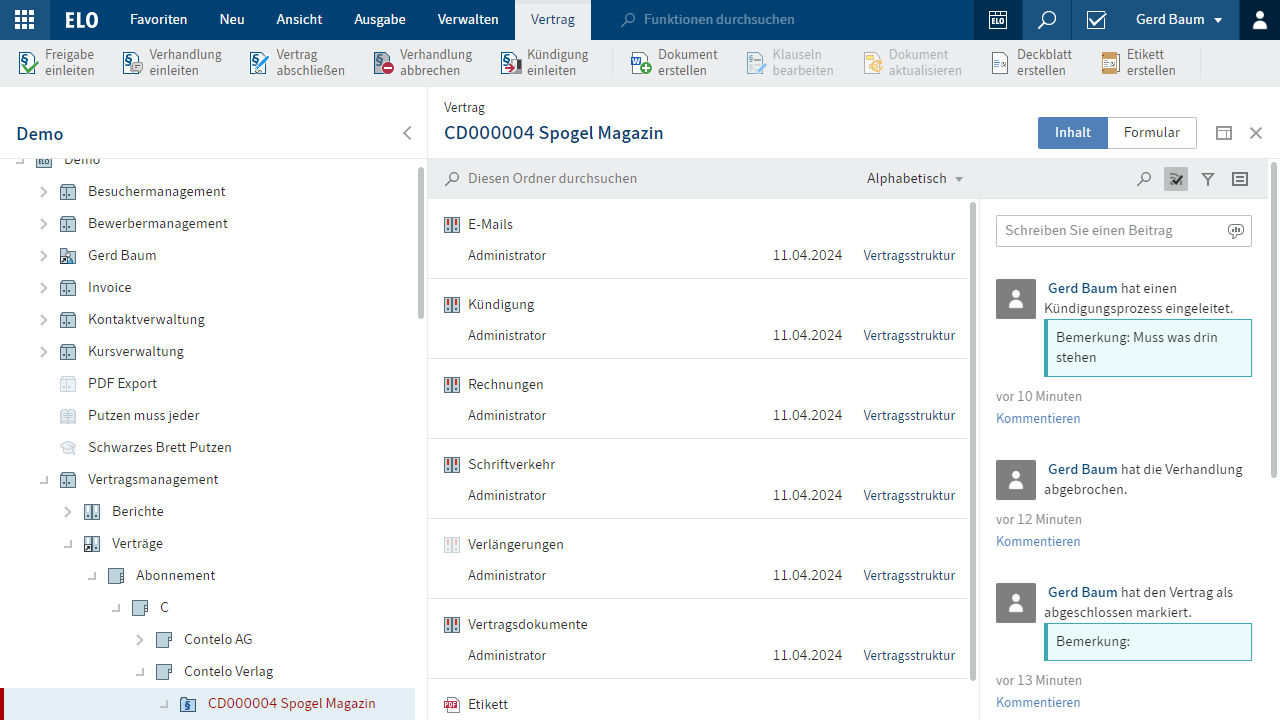 ELO Favoriten Neu Ansicht Ausgabe Verwalten Vertrag Funktionen durchsuchen ELO Gerd Baum
Freigabe einleiten
Verhandlung einleiten
Vertrag abschließen
Verhandlung abbrechen
Kündigung einleiten
Dokument erstellen
Klauseln bearbeiten
Dokument aktualisieren
Deckblatt erstellen
Etikett erstellen
Demo
Demo
Besuchermanagement
Bewerbermanagement
Gerd Baum
Invoice
Kontaktverwaltung
Kursverwaltung
PDF Export
Putzen muss jeder
Schwarzes Brett Putzen
Vertragsmanagement
Berichte
Verträge
Abonnement
C
Contelo AG
Contelo Verlag
CD000004 Spogel Magazin
Vertrag
CD000004 Spogel Magazin
Inhalt Formular
Diesen Ordner durchsuchen Alphabetisch
E-Mails
Administrator 11.04.2024 Vertragsstruktur
Kündigung
Administrator 11.04.2024 Vertragsstruktur
Rechnungen
Administrator 11.04.2024 Vertragsstruktur
Schriftverkehr
Administrator 11.04.2024 Vertragsstruktur
Verlängerungen
Administrator 11.04.2024 Vertragsstruktur
Vertragsdokumente
Administrator 11.04.2024 Vertragsstruktur
Etikett
Schreiben Sie einen Beitrag
Gerd Baum hat einen
Kündigungsprozess eingeleitet.
Bemerkung: Muss was drin
stehen
vor 10 Minuten
Kommentieren
Gerd Baum hat die Verhandlung
abgebrochen.
vor 12 Minuten
Kommentieren
Gerd Baum hat den Vertrag als
abgeschlossen markiert.
Bemerkung:
vor 13 Minuten
Kommentieren